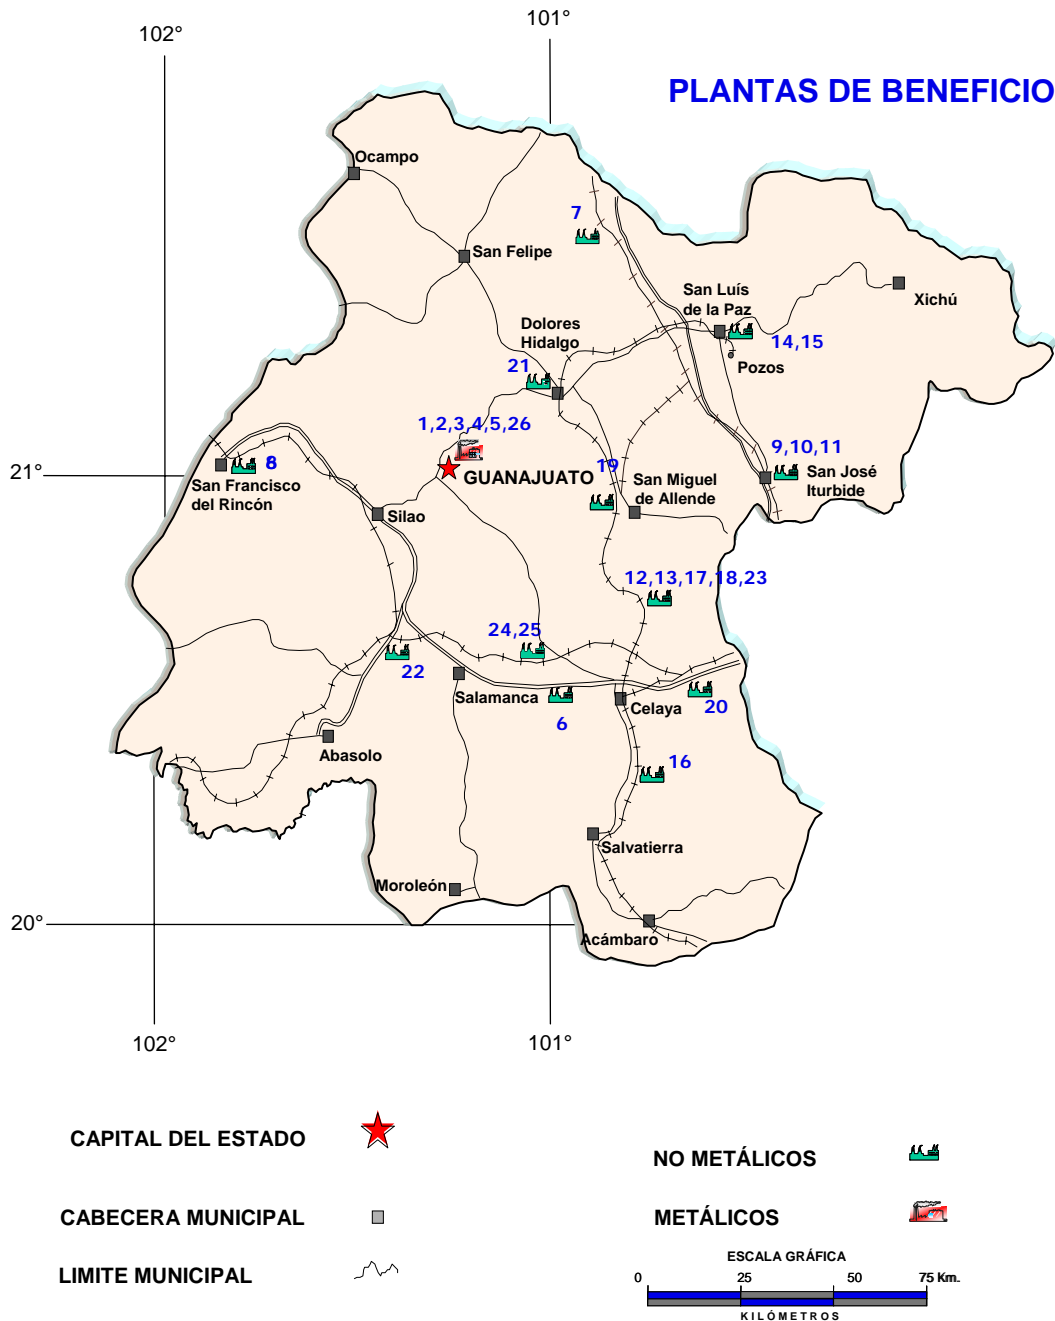 102°
101°
PLANTAS DE BENEFICIO
Ocampo
7
San Felipe
San Luís
de la Paz
Xichú
Dolores
Hidalgo
14,15
Pozos
21
1,2,3,4,5,26
9,10,11
21°
8
San Francisco
del Rincón
GUANAJUATO
19
San Miguel
de Allende
San José
Iturbide
Silao
12,13,17,18,23
24,25
22
Salamanca
6
Celaya
20
Abasolo
16
Salvatierra
Moroleón
20°
Acámbaro
102°
101°
CAPITAL DEL ESTADO
NO METÁLICOS
CABECERA MUNICIPAL
METÁLICOS
LIMITE MUNICIPAL
ESCALA GRÁFICA
0 25 50 75 Km.
KILÓMETROS